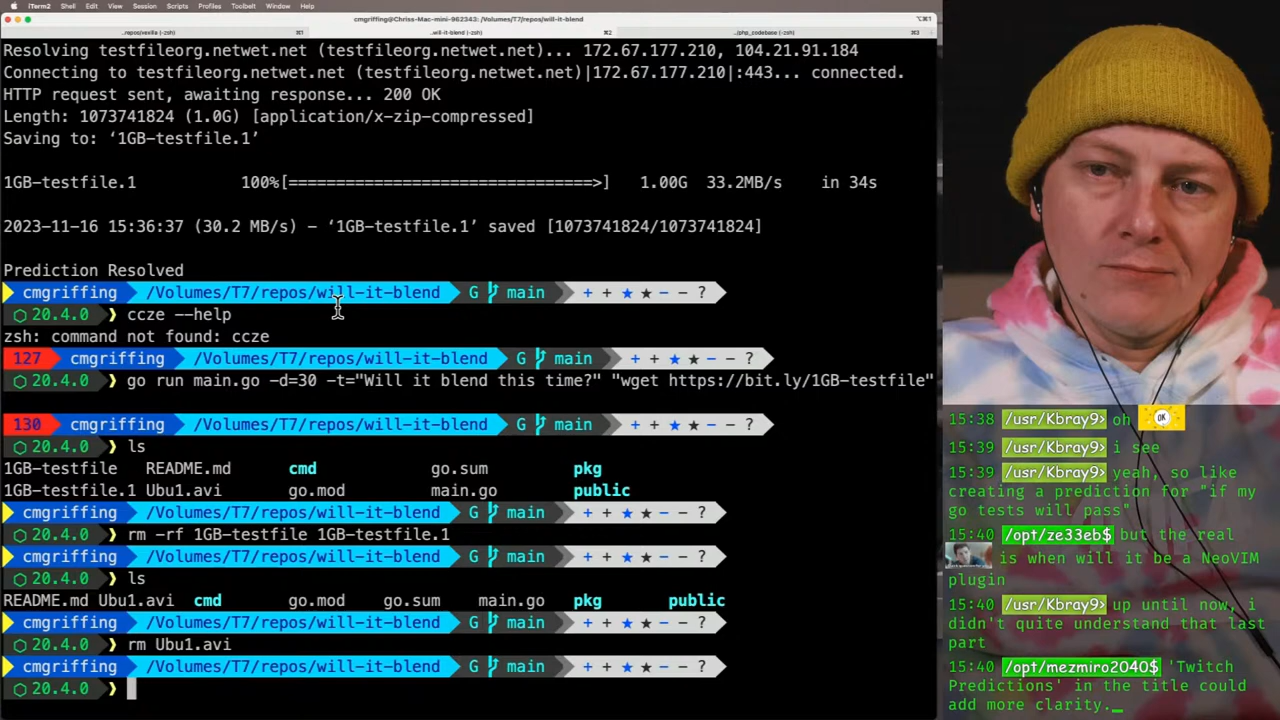 iTerm2 Shell Edit View Session Scripts Profiles Toolbelt Window Help
cmgriffing@Chriss-Mac-mini-962343: /Volumes/T7/repos/will-it-blend
⌥⌘1
..repos/vexilla (-zsh) ⌘1 ..will-it-blend (-zsh) ⌘2 ../php_codebase (-zsh) ⌘3
Resolving testfileorg.netwet.net (testfileorg.netwet.net)... 172.67.177.210, 104.21.91.184
Connecting to testfileorg.netwet.net (testfileorg.netwet.net)|172.67.177.210|:443... connected.
HTTP request sent, awaiting response... 200 OK
Length: 1073741824 (1.0G) [application/x-zip-compressed]
Saving to: ‘1GB-testfile.1’
1GB-testfile.1 100%[================================>] 1.00G 33.2MB/s in 34s
2023-11-16 15:36:37 (30.2 MB/s) – ‘1GB-testfile.1’ saved [1073741824/1073741824]
Prediction Resolved
cmgriffing /Volumes/T7/repos/will-it-blend G main + + ★ ★ – – ?
20.4.0 ❯ ccze --help
zsh: command not found: ccze
127 cmgriffing /Volumes/T7/repos/will-it-blend G main + + ★ ★ – – ?
20.4.0 ❯ go run main.go -d=30 -t="Will it blend this time?" "wget https://bit.ly/1GB-testfile"
130 cmgriffing /Volumes/T7/repos/will-it-blend G main + + ★ ★ – – ?
20.4.0 ❯ ls
1GB-testfile README.md cmd go.sum pkg
1GB-testfile.1 Ubu1.avi go.mod main.go public
cmgriffing /Volumes/T7/repos/will-it-blend G main + + ★ ★ – – ?
20.4.0 ❯ rm -rf 1GB-testfile 1GB-testfile.1
cmgriffing /Volumes/T7/repos/will-it-blend G main + + ★ ★ – – ?
20.4.0 ❯ ls
README.md Ubu1.avi cmd go.mod go.sum main.go pkg public
cmgriffing /Volumes/T7/repos/will-it-blend G main + + ★ ★ – – ?
20.4.0 ❯ rm Ubu1.avi
cmgriffing /Volumes/T7/repos/will-it-blend G main + + ★ ★ – – ?
20.4.0 ❯
15:38 /usr/Kbray9> oh OK
15:39 /usr/Kbray9> i see
15:39 /usr/Kbray9> yeah, so like
creating a prediction for "if my
go tests will pass"
15:40 /opt/ze33eb$ but the real
is when will it be a NeoVIM
plugin
15:40 /usr/Kbray9> up until now, i
didn't quite understand that last
part
15:40 /opt/mezmiro2040$ 'Twitch
Predictions' in the title could
add more clarity._